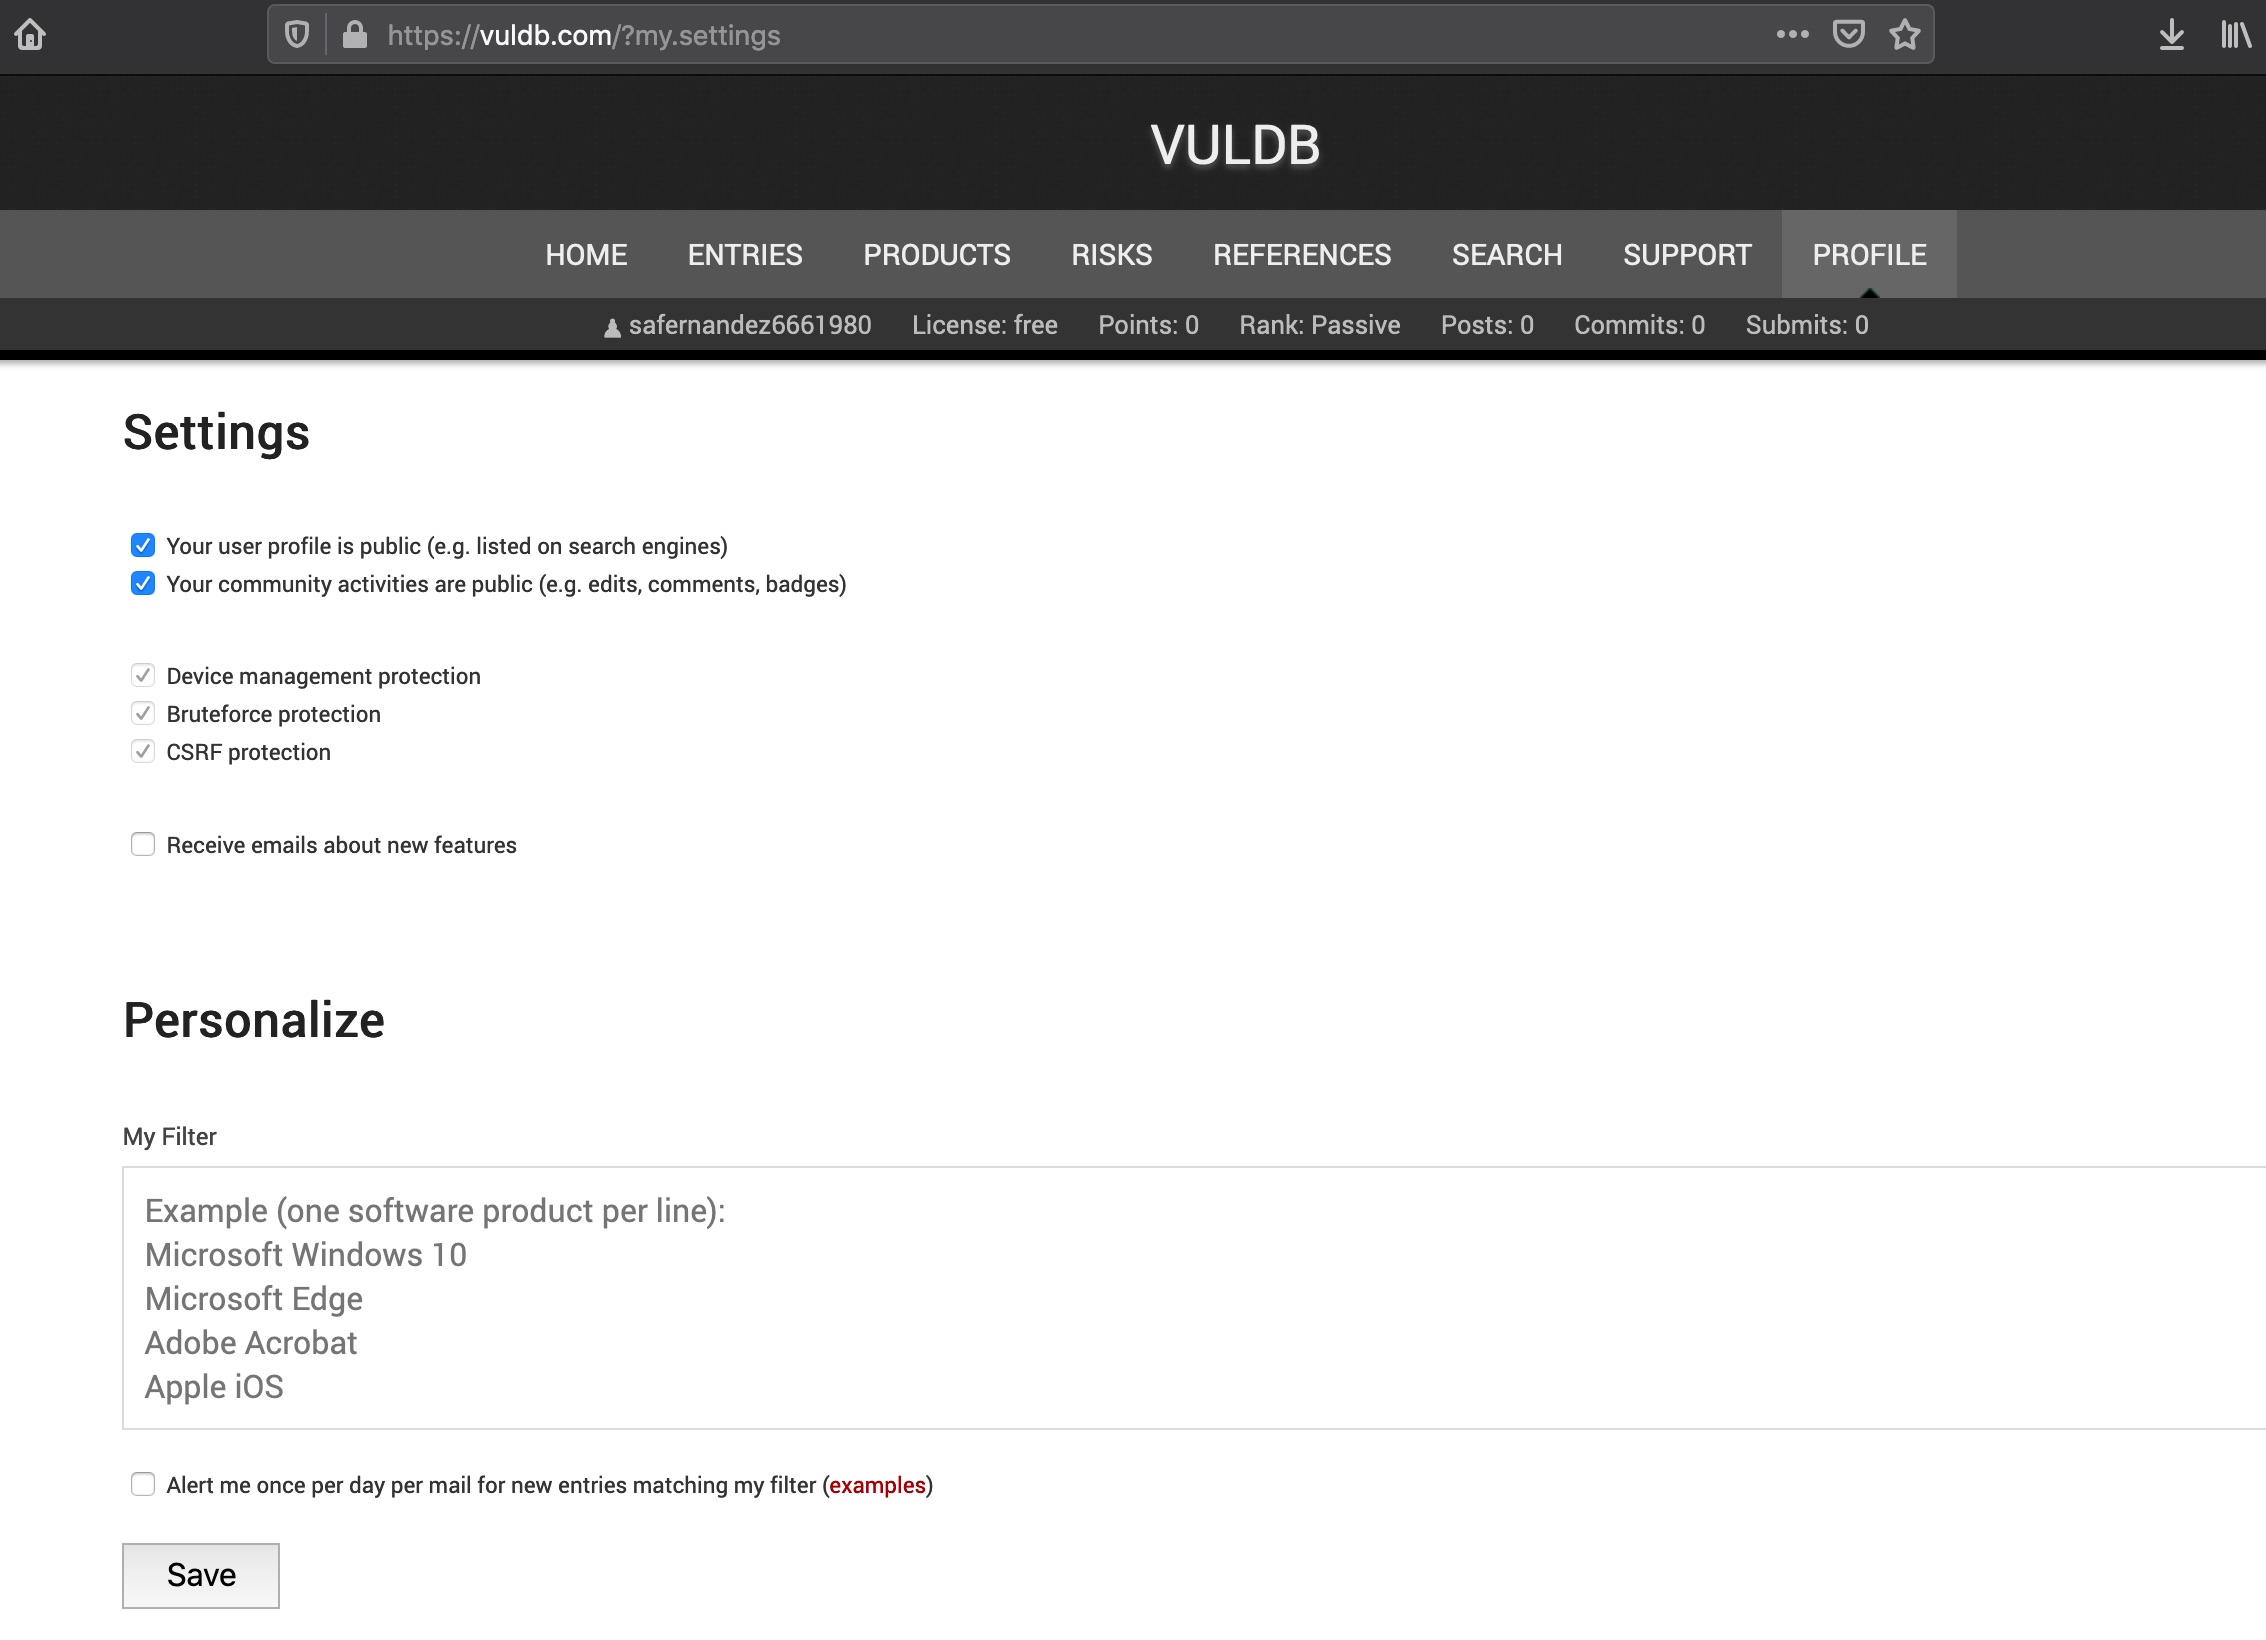 https://vuldb.com/?my.settings
VULDB
HOME ENTRIES PRODUCTS RISKS REFERENCES SEARCH SUPPORT PROFILE
safernandez6661980 License: free Points: 0 Rank: Passive Posts: 0 Commits: 0 Submits: 0
Settings
Your user profile is public (e.g. listed on search engines)
Your community activities are public (e.g. edits, comments, badges)
Device management protection
Bruteforce protection
CSRF protection
Receive emails about new features
Personalize
My Filter
Example (one software product per line):
Microsoft Windows 10
Microsoft Edge
Adobe Acrobat
Apple iOS
Alert me once per day per mail for new entries matching my filter (examples)
Save